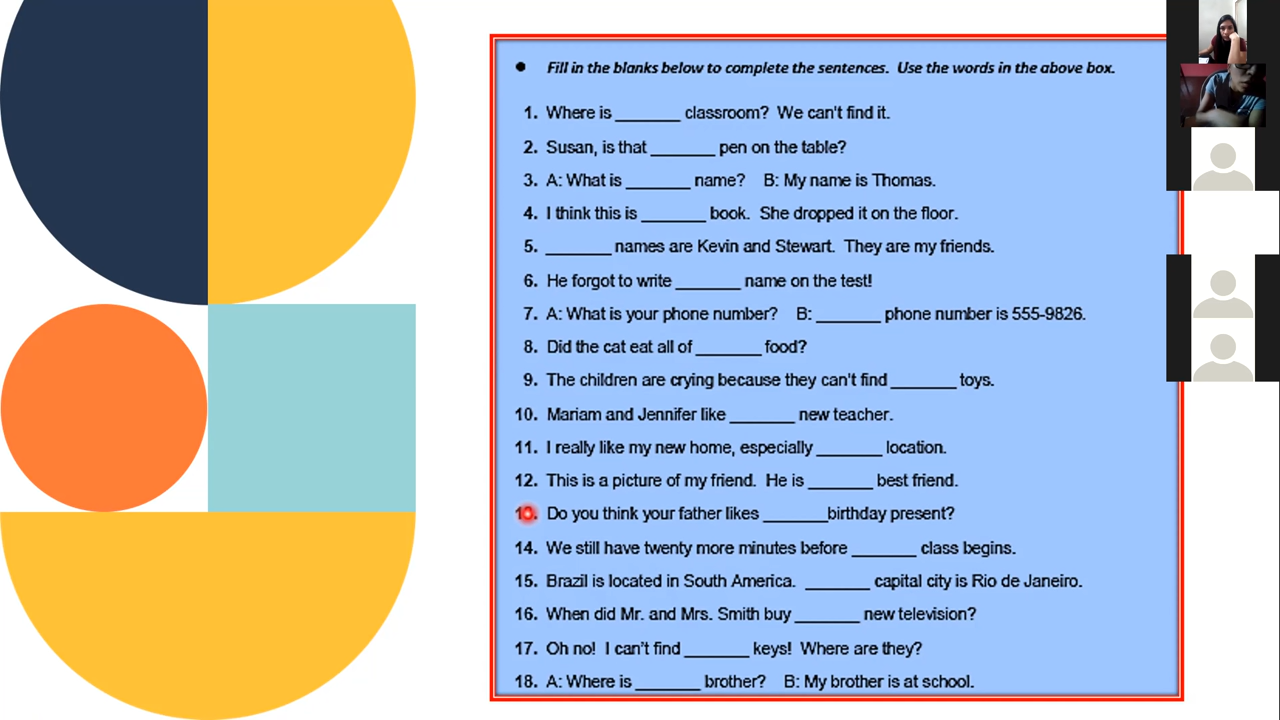 • Fill in the blanks below to complete the sentences. Use the words in the above box.
1. Where is _______ classroom? We can't find it.
2. Susan, is that _______ pen on the table?
3. A: What is _______ name? B: My name is Thomas.
4. I think this is _______ book. She dropped it on the floor.
5. _______ names are Kevin and Stewart. They are my friends.
6. He forgot to write _______ name on the test!
7. A: What is your phone number? B: _______ phone number is 555-9826.
8. Did the cat eat all of _______ food?
9. The children are crying because they can't find _______ toys.
10. Mariam and Jennifer like _______ new teacher.
11. I really like my new home, especially _______ location.
12. This is a picture of my friend. He is _______ best friend.
13. Do you think your father likes _______birthday present?
14. We still have twenty more minutes before _______ class begins.
15. Brazil is located in South America. _______ capital city is Rio de Janeiro.
16. When did Mr. and Mrs. Smith buy _______ new television?
17. Oh no! I can't find _______ keys! Where are they?
18. A: Where is _______ brother? B: My brother is at school.